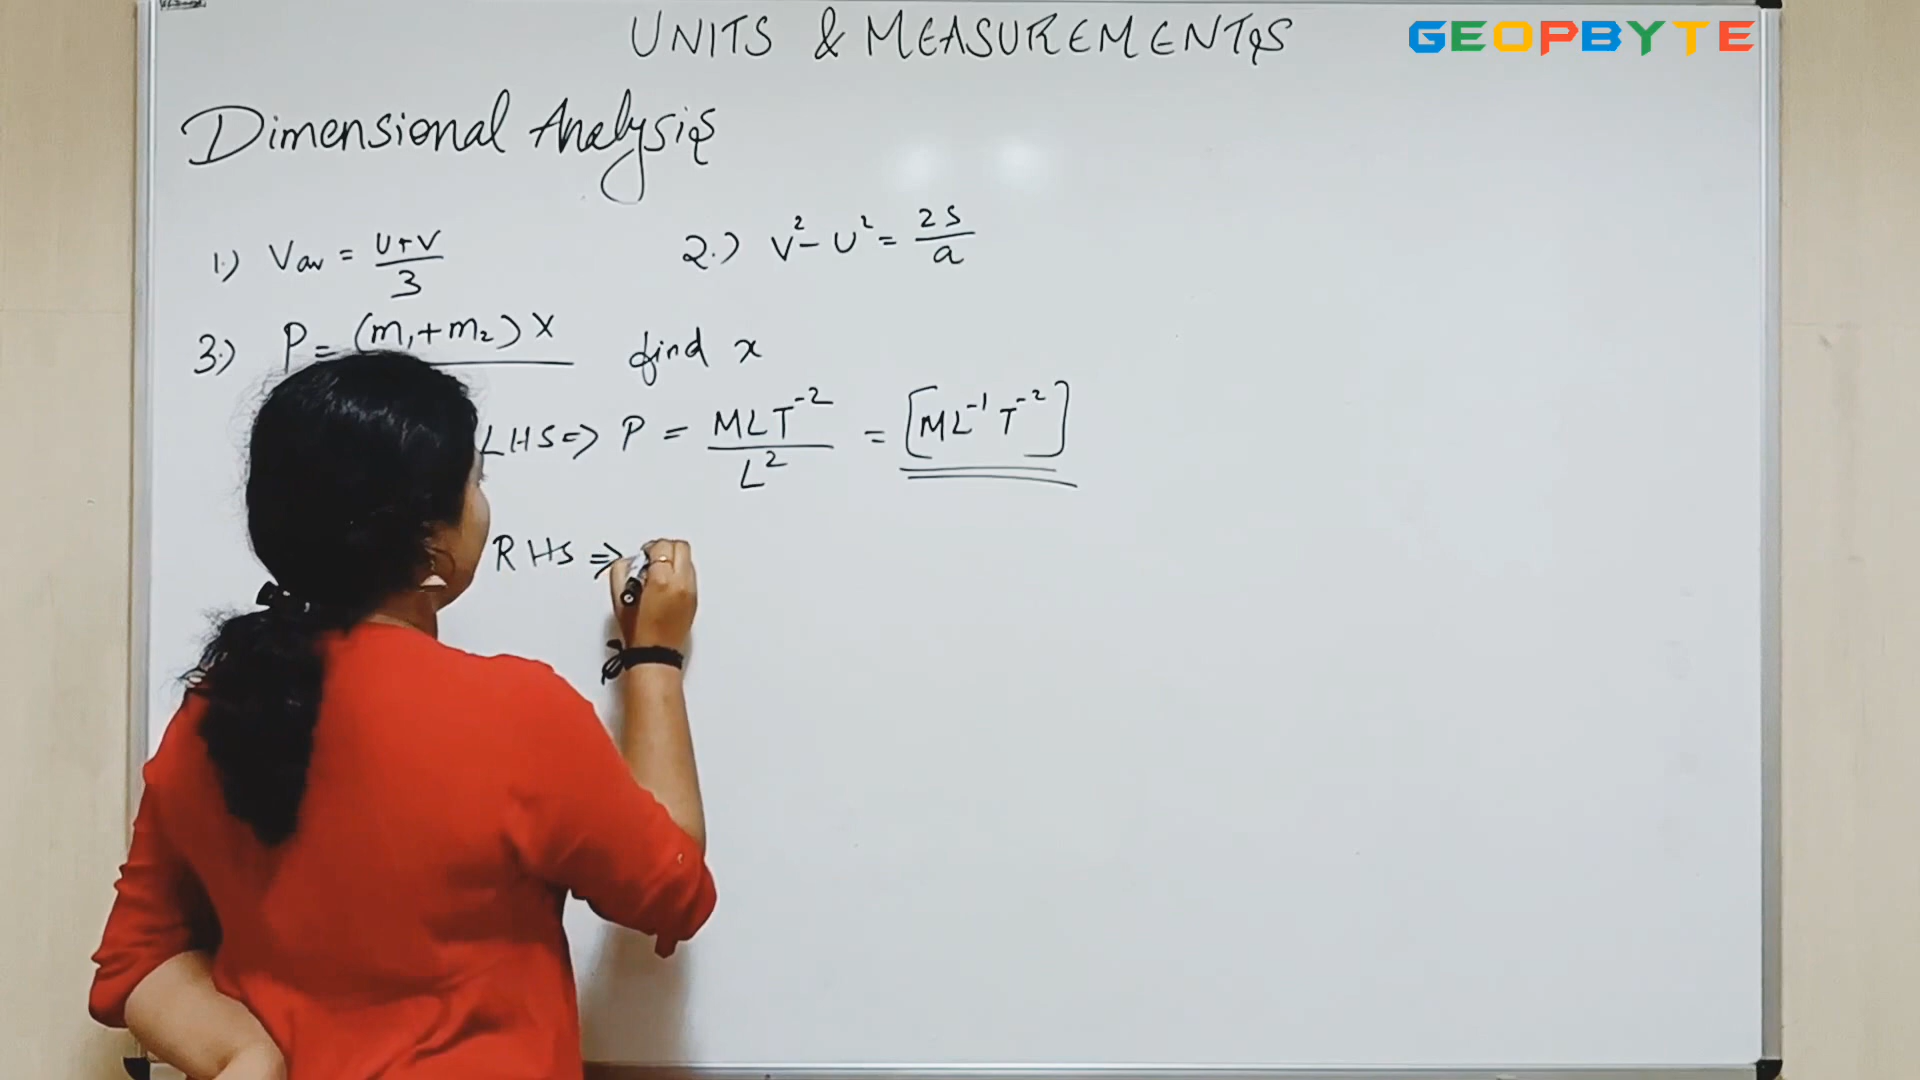 UNITS & MEASUREMENTS
GEOPBYTE
Dimensional Analysis
1.) Vav = U+V/3
2.) V² - U² = 2S/a
3.) P = (m₁+m₂) X find x
LHS => P = MLT⁻²/L² = [ML⁻¹T⁻²]
RHS =>